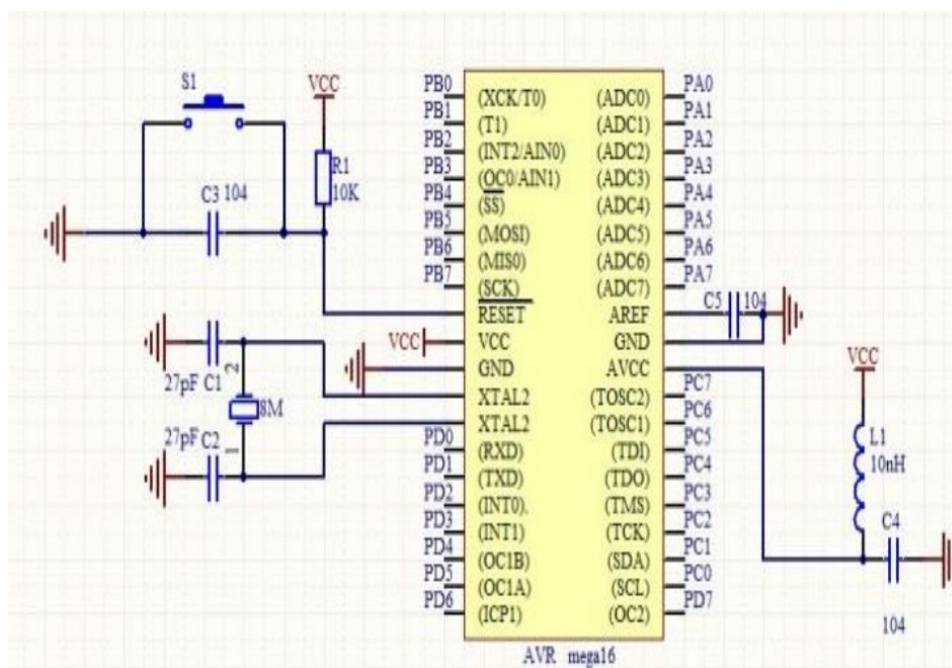 S1
VCC
R1
10K
C3 104
27pF C1
2
8M
27pF C2
1
VCC
PB0 (XCK/T0) (ADC0) PA0
PB1 (T1) (ADC1) PA1
PB2 (INT2/AIN0) (ADC2) PA2
PB3 (OC0/AIN1) (ADC3) PA3
PB4 (SS) (ADC4) PA4
PB5 (MOSI) (ADC5) PA5
PB6 (MIS0) (ADC6) PA6
PB7 (SCK) (ADC7) PA7
RESET AREF
VCC GND
GND AVCC
XTAL2 (TOSC2) PC7
XTAL2 (TOSC1) PC6
PD0 (RXD) (TDI) PC5
PD1 (TXD) (TDO) PC4
PD2 (INT0). (TMS) PC3
PD3 (INT1) (TCK) PC2
PD4 (OC1B) (SDA) PC1
PD5 (OC1A) (SCL) PC0
PD6 (ICP1) (OC2) PD7
AVR mega16
C5 104
VCC
L1
10nH
C4
104